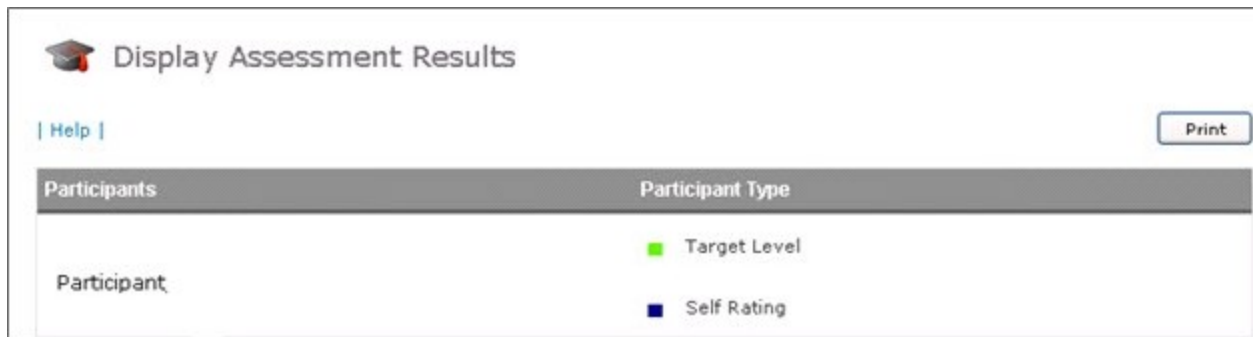 Display Assessment Results
| Help |
Print
Participants Participant Type
Target Level
Participant
Self Rating